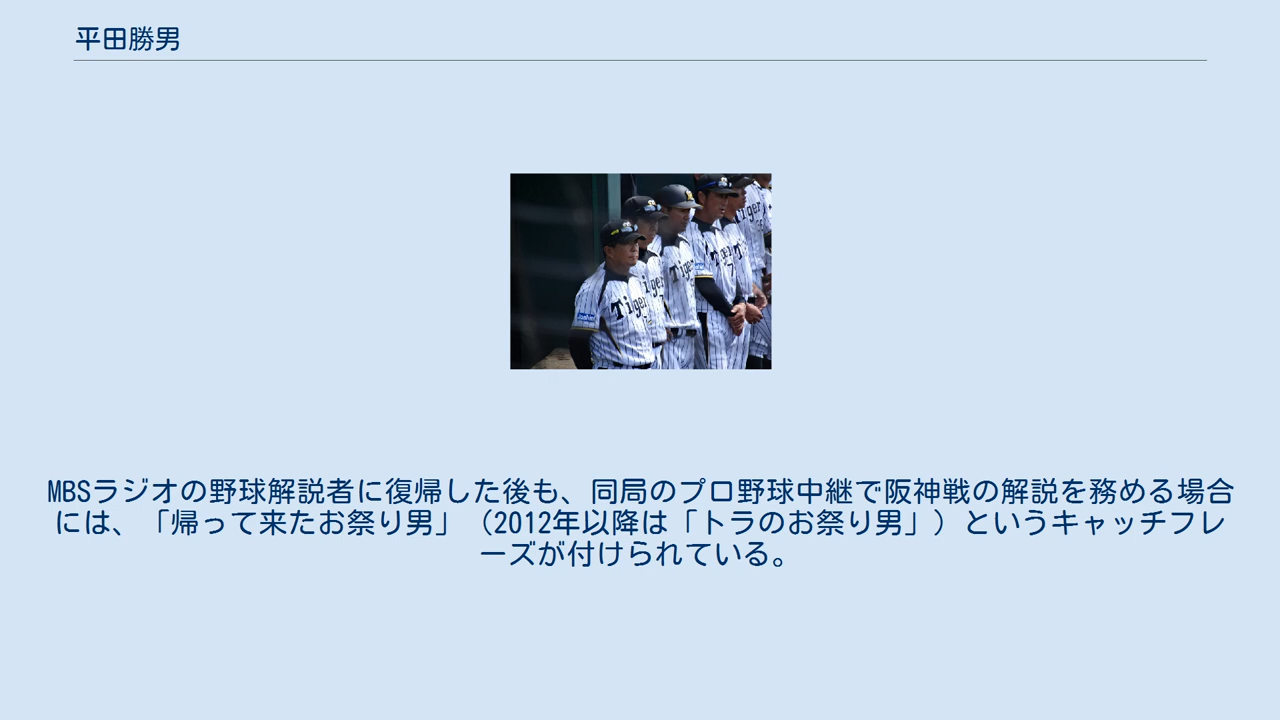 平田勝男
Tiger
Tiger
Tiger
MBSラジオの野球解説者に復帰した後も、同局のプロ野球中継で阪神戦の解説を務める場合
には、「帰って来たお祭り男」（2012年以降は「トラのお祭り男」）というキャッチフレ
ーズが付けられている。